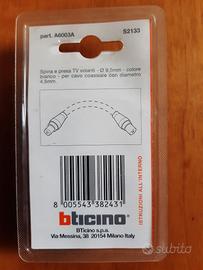 part. A6003A
S2133
Spina e presa TV volanti - Ø 9,5mm - colore
bianco - per cavo coassiale con diametro
4,5mm.
8 005543 382431
bticino
BTicino s.p.a.
Via Messina, 38 20154 Milano Italy
ISTRUZIONI ALL'INTERNO
subito